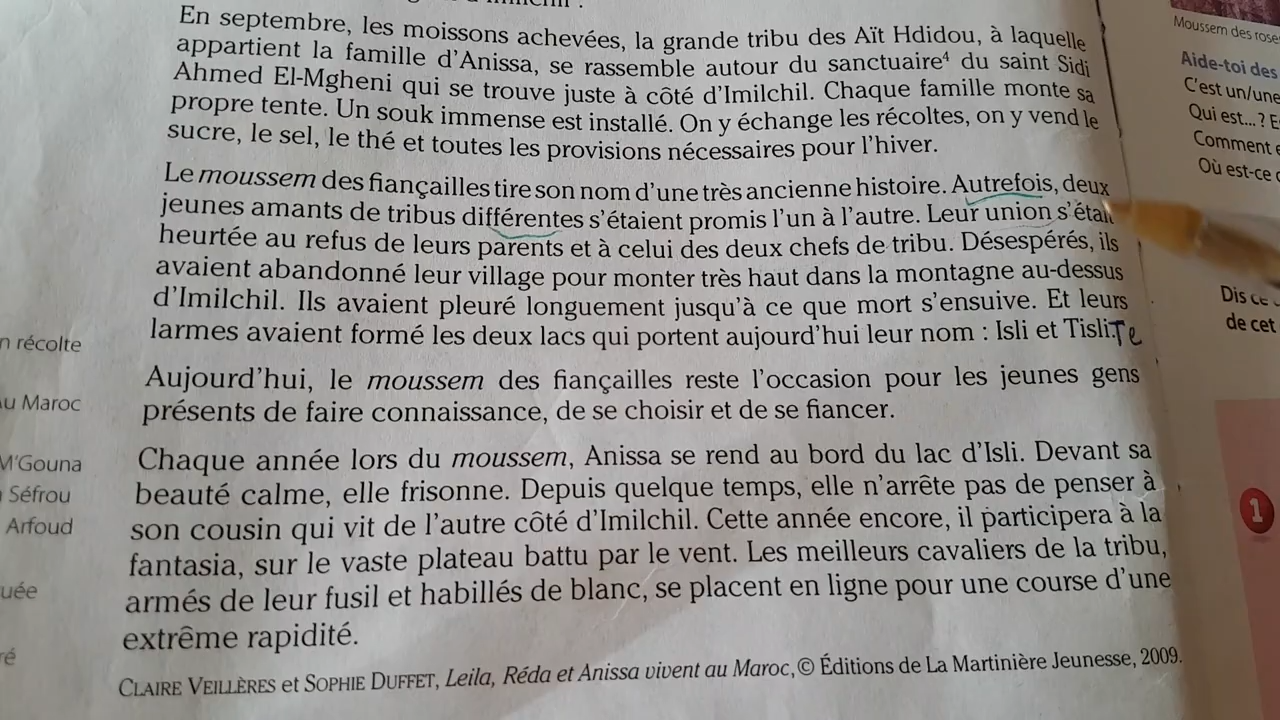 En septembre, les moissons achevées, la grande tribu des Aït Hdidou, à laquelle
appartient la famille d'Anissa, se rassemble autour du sanctuaire⁴ du saint Sidi
Ahmed El-Mgheni qui se trouve juste à côté d'Imilchil. Chaque famille monte sa
propre tente. Un souk immense est installé. On y échange les récoltes, on y vend le
sucre, le sel, le thé et toutes les provisions nécessaires pour l'hiver.
Le moussem des fiançailles tire son nom d'une très ancienne histoire. Autrefois, deux
jeunes amants de tribus différentes s'étaient promis l'un à l'autre. Leur union s'était
heurtée au refus de leurs parents et à celui des deux chefs de tribu. Désespérés, ils
avaient abandonné leur village pour monter très haut dans la montagne au-dessus
d'Imilchil. Ils avaient pleuré longuement jusqu'à ce que mort s'ensuive. Et leurs
larmes avaient formé les deux lacs qui portent aujourd'hui leur nom : Isli et Tisli. Te
Aujourd'hui, le moussem des fiançailles reste l'occasion pour les jeunes gens
présents de faire connaissance, de se choisir et de se fiancer.
Chaque année lors du moussem, Anissa se rend au bord du lac d'Isli. Devant sa
beauté calme, elle frisonne. Depuis quelque temps, elle n'arrête pas de penser à
son cousin qui vit de l'autre côté d'Imilchil. Cette année encore, il participera à la
fantasia, sur le vaste plateau battu par le vent. Les meilleurs cavaliers de la tribu,
armés de leur fusil et habillés de blanc, se placent en ligne pour une course d'une
extrême rapidité.
CLAIRE VEILLÈRES et SOPHIE DUFFET, Leila, Réda et Anissa vivent au Maroc, © Éditions de La Martinière Jeunesse, 2009.
n récolte
au Maroc
M'Gouna
Séfrou
Arfoud
uée
ré
Moussem des rose
Aide-toi des
C'est un/une
Qui est...?
Comment
Où est-ce
Dis ce
de cet
1